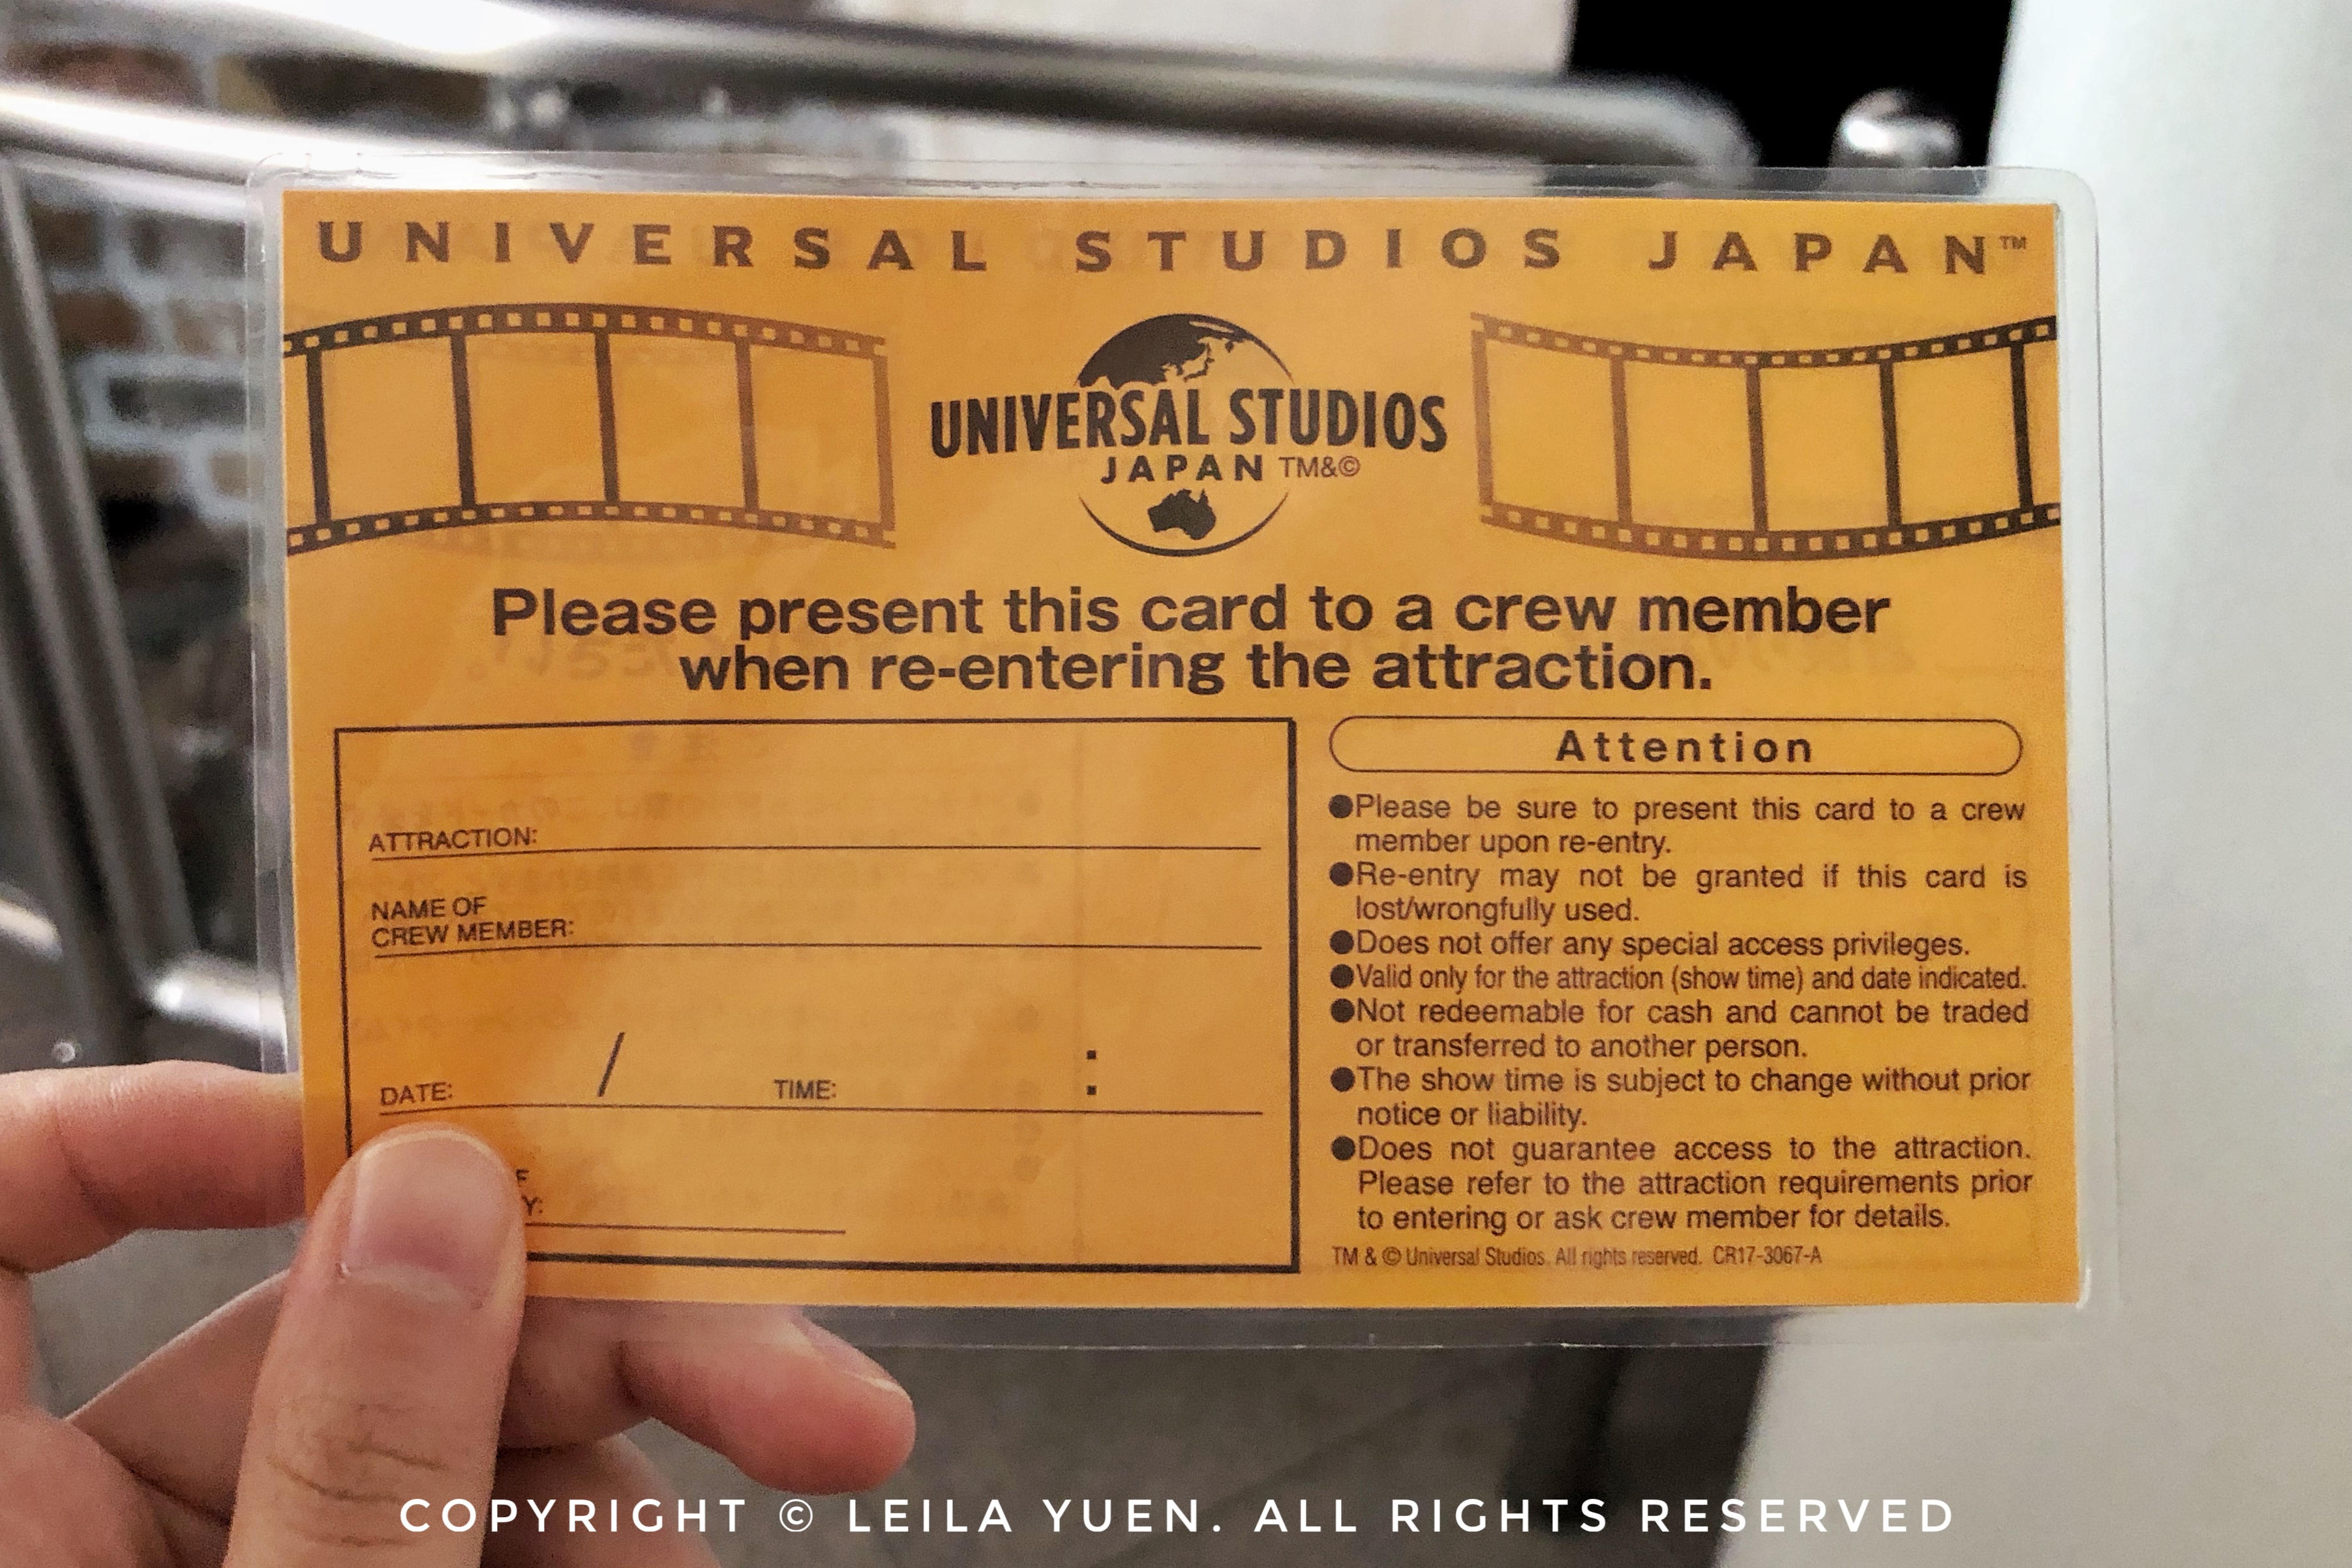 UNIVERSAL STUDIOS JAPAN™
UNIVERSAL STUDIOS
JAPAN TM&©
Please present this card to a crew member
when re-entering the attraction.
ATTRACTION:
NAME OF
CREW MEMBER:
DATE: / TIME: :
Attention
●Please be sure to present this card to a crew
member upon re-entry.
●Re-entry may not be granted if this card is
lost/wrongfully used.
●Does not offer any special access privileges.
●Valid only for the attraction (show time) and date indicated.
●Not redeemable for cash and cannot be traded
or transferred to another person.
●The show time is subject to change without prior
notice or liability.
●Does not guarantee access to the attraction.
Please refer to the attraction requirements prior
to entering or ask crew member for details.
TM & © Universal Studios. All rights reserved. CR17-3067-A
COPYRIGHT © LEILA YUEN. ALL RIGHTS RESERVED